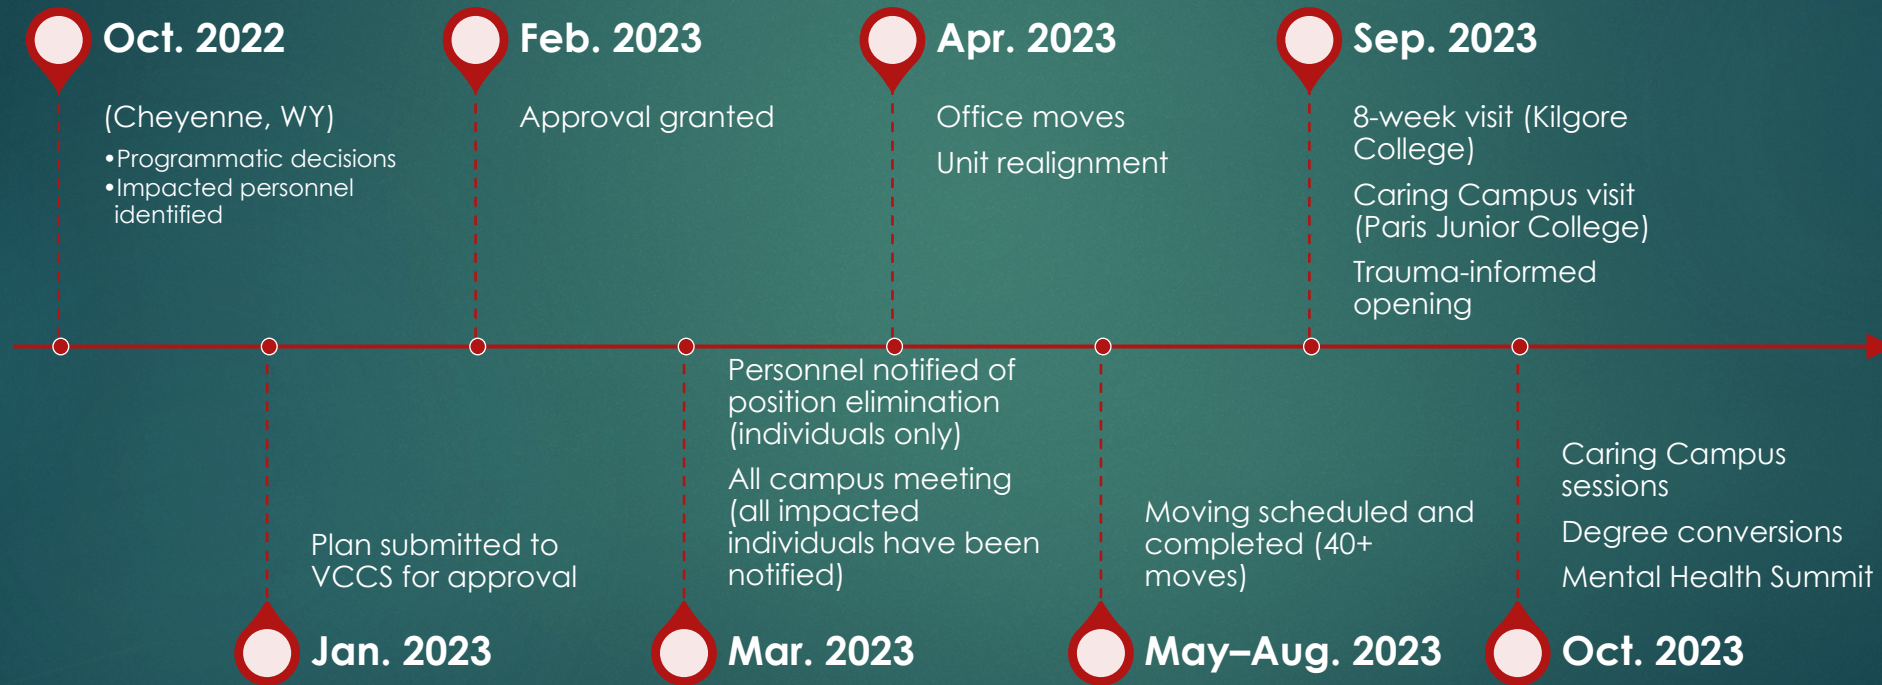 Oct. 2022
(Cheyenne, WY)
•Programmatic decisions
•Impacted personnel
identified
Feb. 2023
Approval granted
Apr. 2023
Office moves
Unit realignment
Sep. 2023
8-week visit (Kilgore
College)
Caring Campus visit
(Paris Junior College)
Trauma-informed
opening
Plan submitted to
VCCS for approval
Jan. 2023
Personnel notified of
position elimination
(individuals only)
All campus meeting
(all impacted
individuals have been
notified)
Mar. 2023
Moving scheduled and
completed (40+
moves)
May–Aug. 2023
Caring Campus
sessions
Degree conversions
Mental Health Summit
Oct. 2023